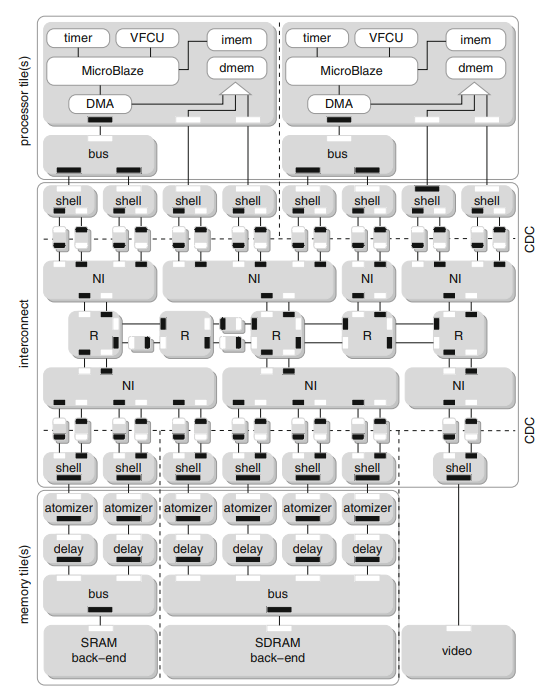 processor tile(s)
timer VFCU imem timer VFCU imem
MicroBlaze dmem MicroBlaze dmem
DMA DMA
bus bus
shell shell shell shell shell shell shell shell
CDC
NI NI NI NI
interconnect
R R R R R
NI NI NI
CDC
shell shell shell shell shell shell shell shell
memory tile(s)
atomizer atomizer atomizer atomizer atomizer atomizer
delay delay delay delay delay delay
bus bus
SRAM
back–end
SDRAM
back–end
video